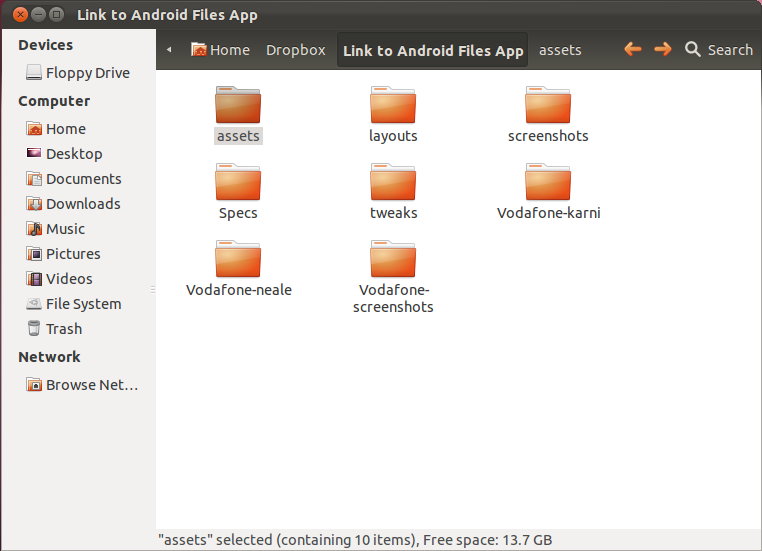 Link to Android Files App
Devices
Floppy Drive
Computer
Home
Desktop
Documents
Downloads
Music
Pictures
Videos
File System
Trash
Network
Browse Net...
Home Dropbox Link to Android Files App assets Search
assets layouts screenshots
Specs tweaks Vodafone-karni
Vodafone-neale Vodafone-
screenshots
"assets" selected (containing 10 items), Free space: 13.7 GB